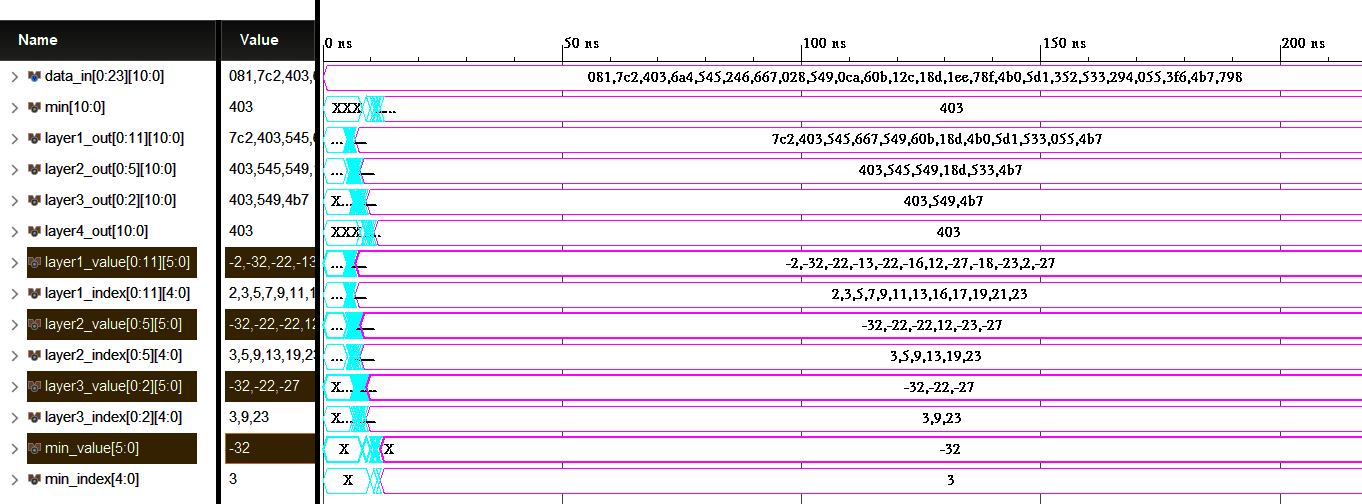 Name Value 0 ns 50 ns 100 ns 150 ns 200 ns
data_in[0:23][10:0] 081,7c2,403,6 081,7c2,403,6a4,545,246,667,028,549,0ca,60b,12c,18d,1ee,78f,4b0,5d1,352,533,294,055,3f6,4b7,798
min[10:0] 403 XXX ... 403
layer1_out[0:11][10:0] 7c2,403,545, ... 7c2,403,545,667,549,60b,18d,4b0,5d1,533,055,4b7
layer2_out[0:5][10:0] 403,545,549, ... 403,545,549,18d,533,4b7
layer3_out[0:2][10:0] 403,549,4b7 X... 403,549,4b7
layer4_out[10:0] 403 XXX 403
layer1_value[0:11][5:0] -2,-32,-22,-13 ... -2,-32,-22,-13,-22,-16,12,-27,-18,-23,2,-27
layer1_index[0:11][4:0] 2,3,5,7,9,11,1 ... 2,3,5,7,9,11,13,16,17,19,21,23
layer2_value[0:5][5:0] -32,-22,-22,12 ... -32,-22,-22,12,-23,-27
layer2_index[0:5][4:0] 3,5,9,13,19,23 ... 3,5,9,13,19,23
layer3_value[0:2][5:0] -32,-22,-27 X... -32,-22,-27
layer3_index[0:2][4:0] 3,9,23 X... 3,9,23
min_value[5:0] -32 X X -32
min_index[4:0] 3 X 3